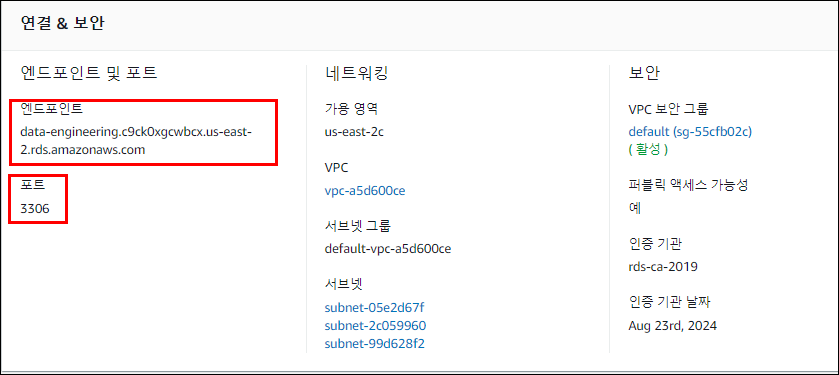 연결 & 보안
엔드포인트 및 포트
엔드포인트
data-engineering.c9ck0xgcwbcx.us-east-
2.rds.amazonaws.com
포트
3306
네트워킹
가용 영역
us-east-2c
VPC
vpc-a5d600ce
서브넷 그룹
default-vpc-a5d600ce
서브넷
subnet-05e2d67f
subnet-2c059960
subnet-99d628f2
보안
VPC 보안 그룹
default (sg-55cfb02c)
( 활성 )
퍼블릭 액세스 가능성
예
인증 기관
rds-ca-2019
인증 기관 날짜
Aug 23rd, 2024